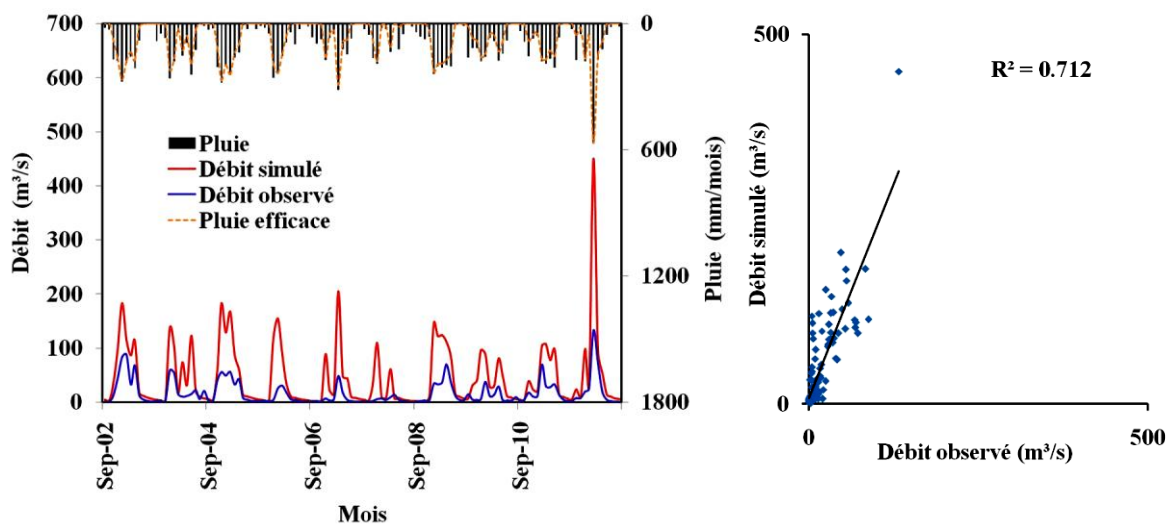 700
600
500
400
300
200
100
0
Débit (m³/s)
Pluie
Débit simulé
Débit observé
Pluie efficace
0
600
1200
1800
Pluie (mm/mois)
Sep-02
Sep-04
Sep-06
Sep-08
Sep-10
Mois
500
0
Débit simulé (m³/s)
R² = 0.712
0
500
Débit observé (m³/s)